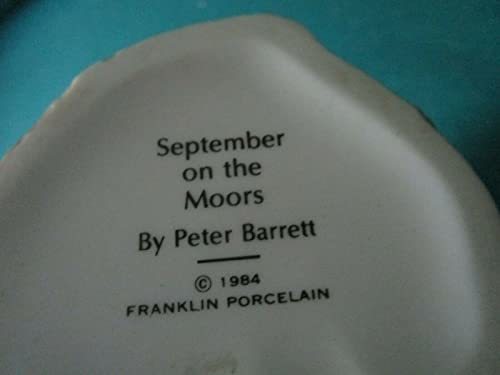 September
on the
Moors
By Peter Barrett
© 1984
FRANKLIN PORCELAIN